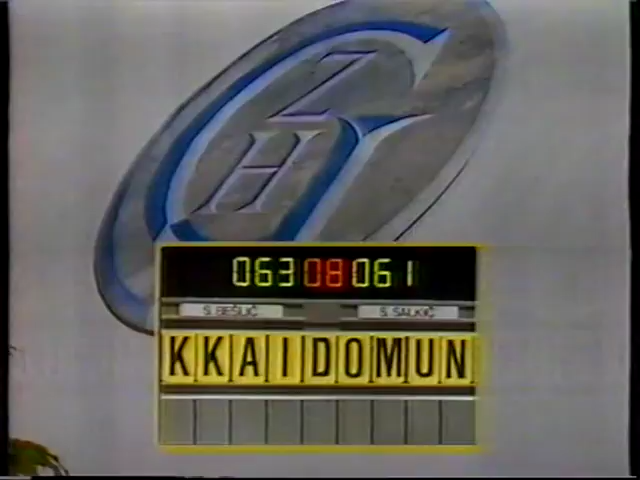 Z
H
063 08 061
S. BEŠLIĆ S. SALKIĆ
KKAIDOMUN